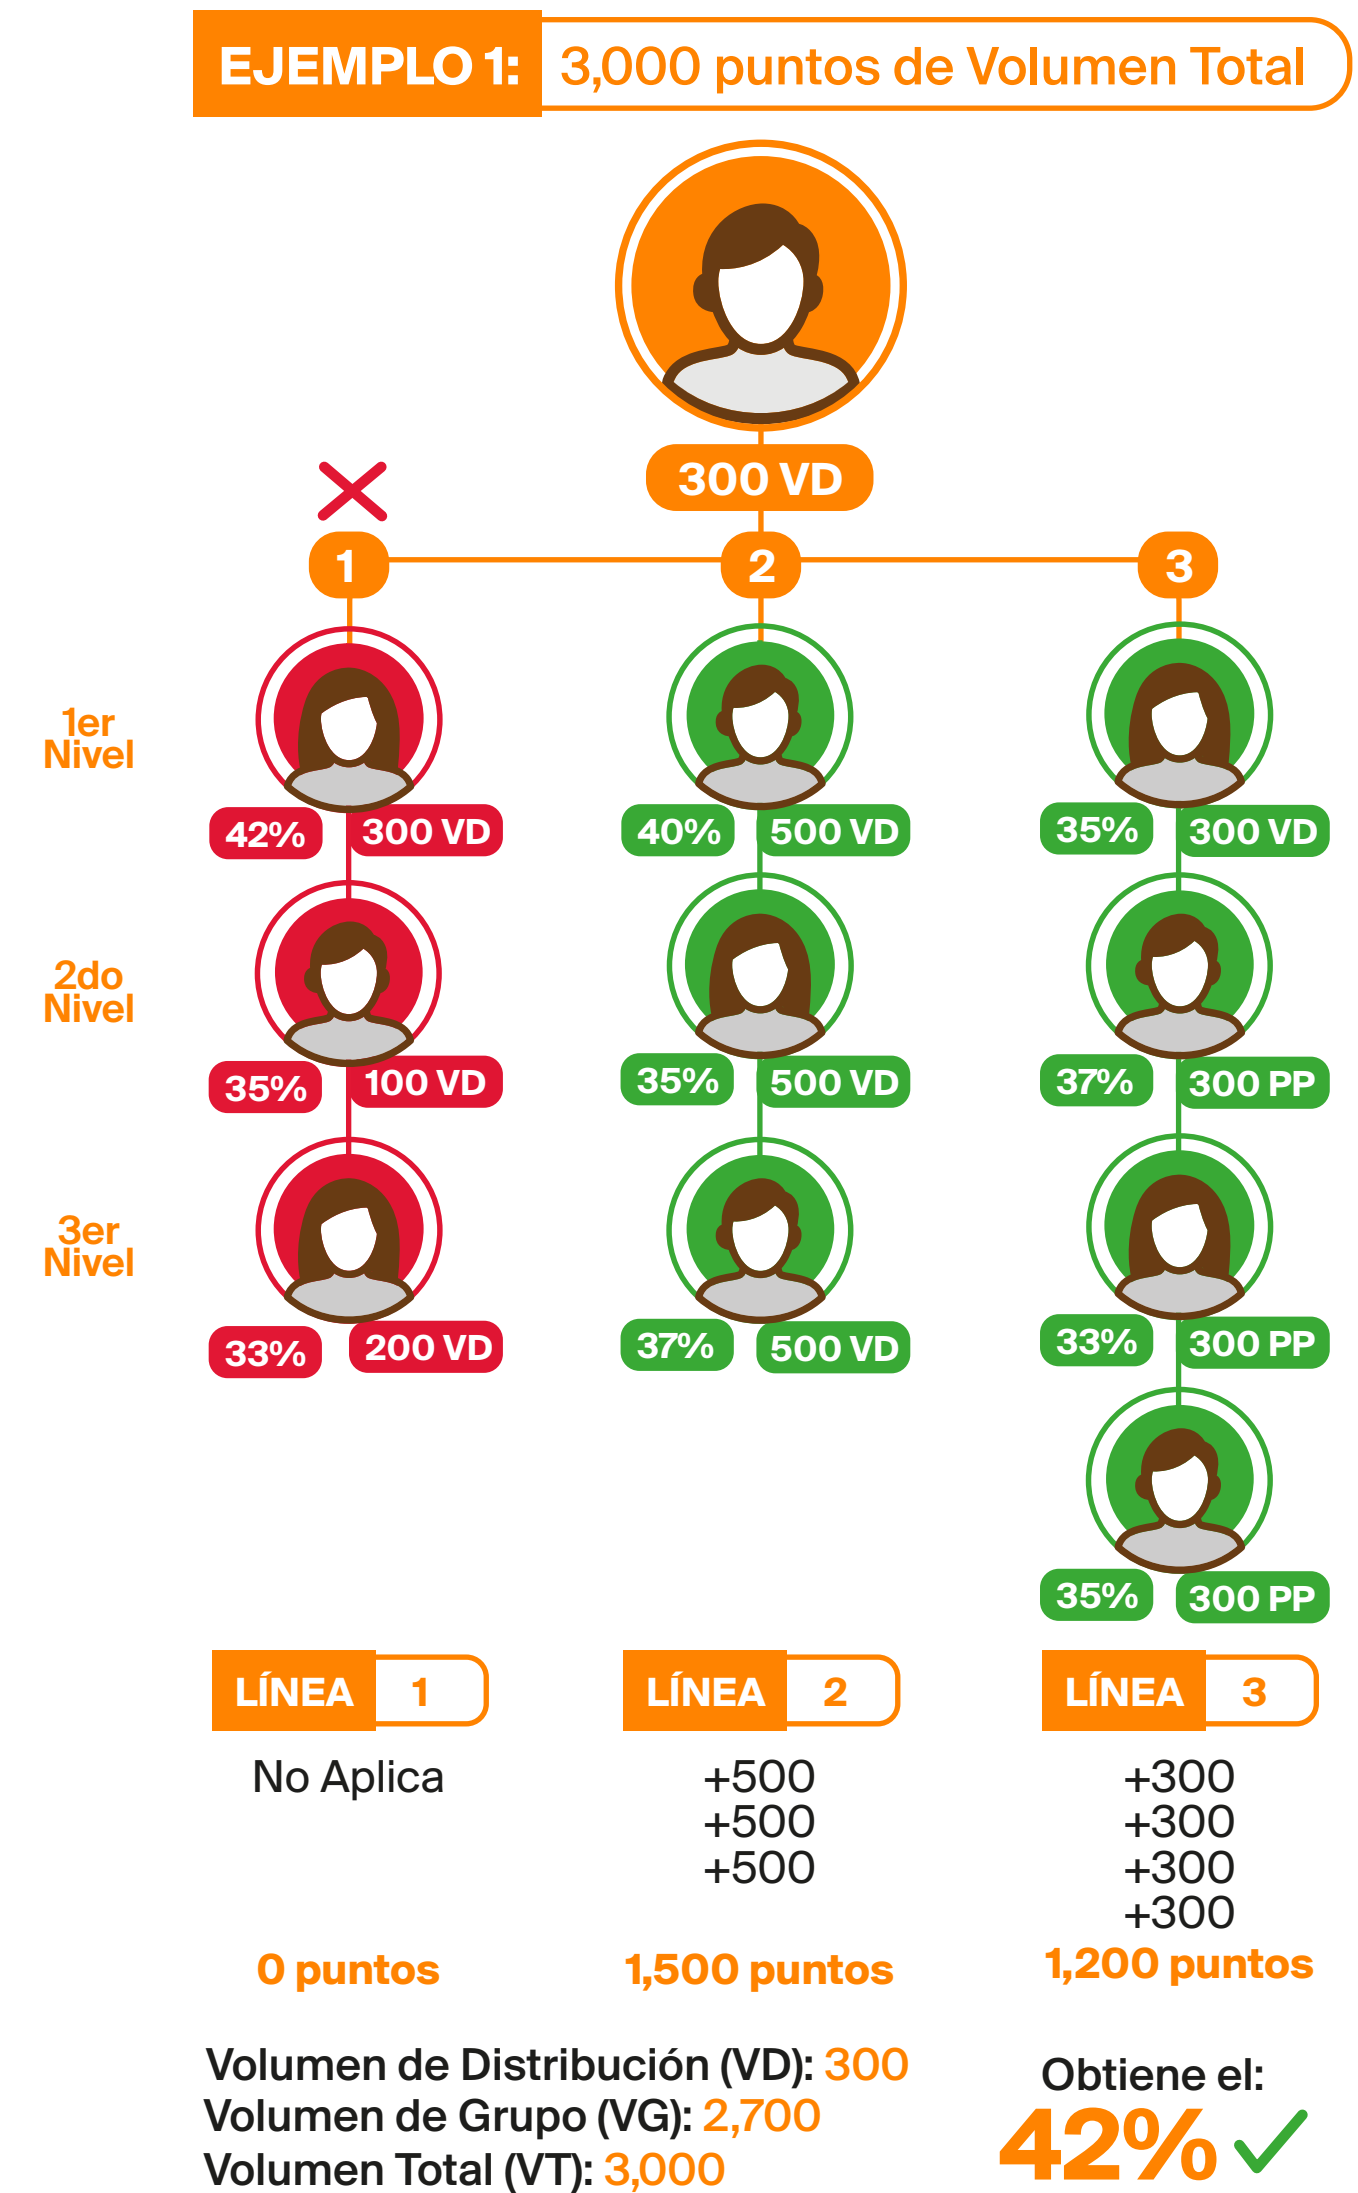 EJEMPLO 1: 3,000 puntos de Volumen Total
300 VD
1 2 3
1er
Nivel
42% 300 VD 40% 500 VD 35% 300 VD
2do
Nivel
35% 100 VD 35% 500 VD 37% 300 PP
3er
Nivel
33% 200 VD 37% 500 VD 33% 300 PP
35% 300 PP
LÍNEA 1 LÍNEA 2 LÍNEA 3
No Aplica +500 +300
+500 +300
+500 +300
+300
0 puntos 1,500 puntos 1,200 puntos
Volumen de Distribución (VD): 300
Volumen de Grupo (VG): 2,700
Volumen Total (VT): 3,000
Obtiene el:
42%